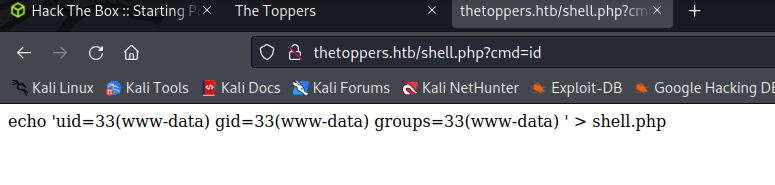 Hack The Box :: Starting P
The Toppers
thetoppers.htb/shell.php?cm
thetoppers.htb/shell.php?cmd=id
Kali Linux
Kali Tools
Kali Docs
Kali Forums
Kali NetHunter
Exploit-DB
Google Hacking DB
echo 'uid=33(www-data) gid=33(www-data) groups=33(www-data) ' > shell.php